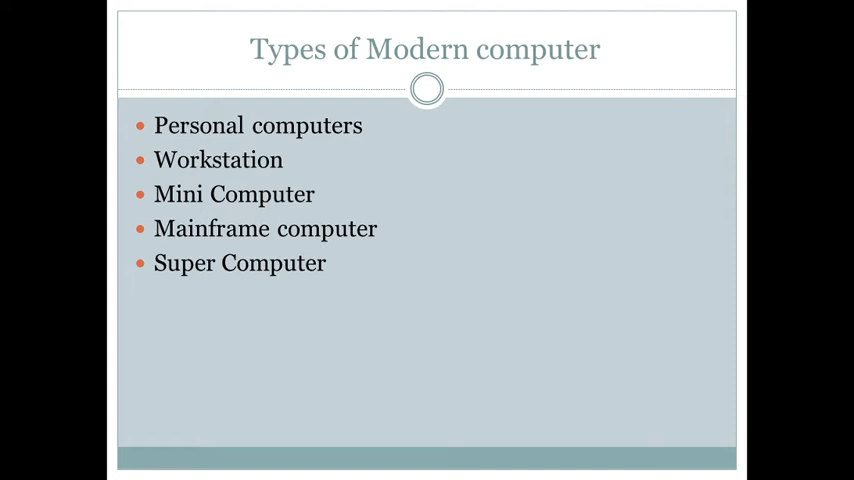 Types of Modern computer
Personal computers
Workstation
Mini Computer
Mainframe computer
Super Computer